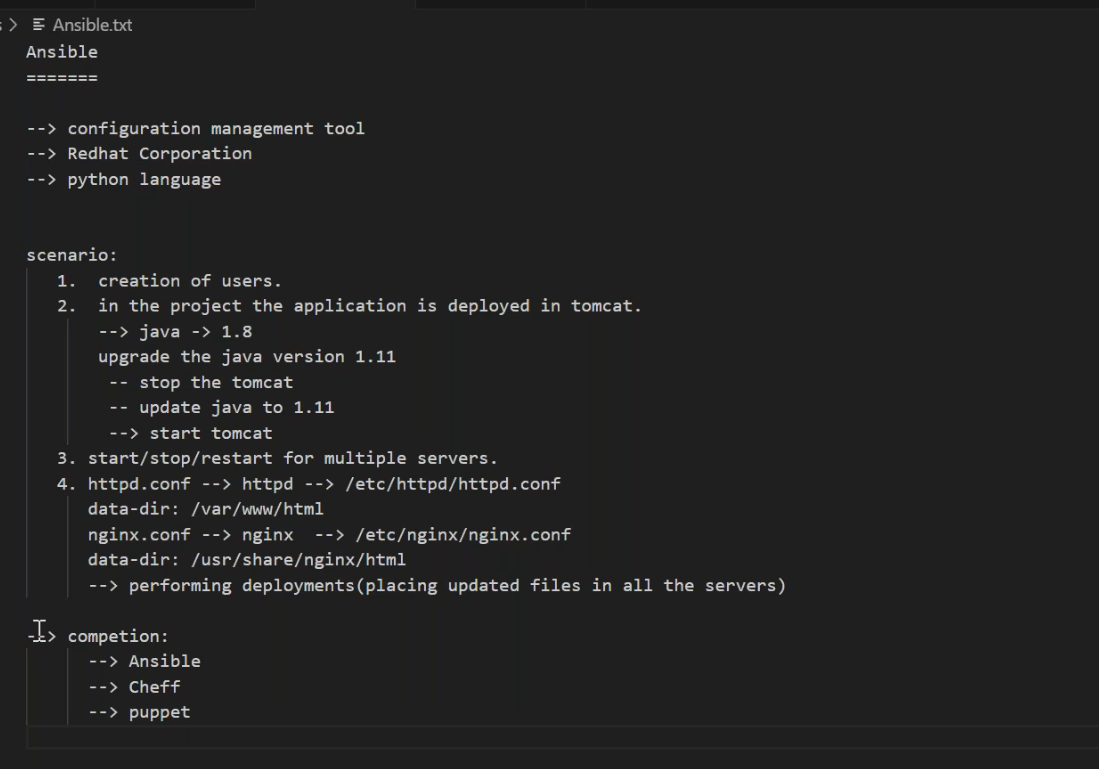 Ansible.txt
Ansible
=======
--> configuration management tool
--> Redhat Corporation
--> python language
scenario:
1. creation of users.
2. in the project the application is deployed in tomcat.
--> java -> 1.8
upgrade the java version 1.11
-- stop the tomcat
-- update java to 1.11
--> start tomcat
3. start/stop/restart for multiple servers.
4. httpd.conf --> httpd --> /etc/httpd/httpd.conf
data-dir: /var/www/html
nginx.conf --> nginx --> /etc/nginx/nginx.conf
data-dir: /usr/share/nginx/html
--> performing deployments(placing updated files in all the servers)
--> competion:
--> Ansible
--> Cheff
--> puppet